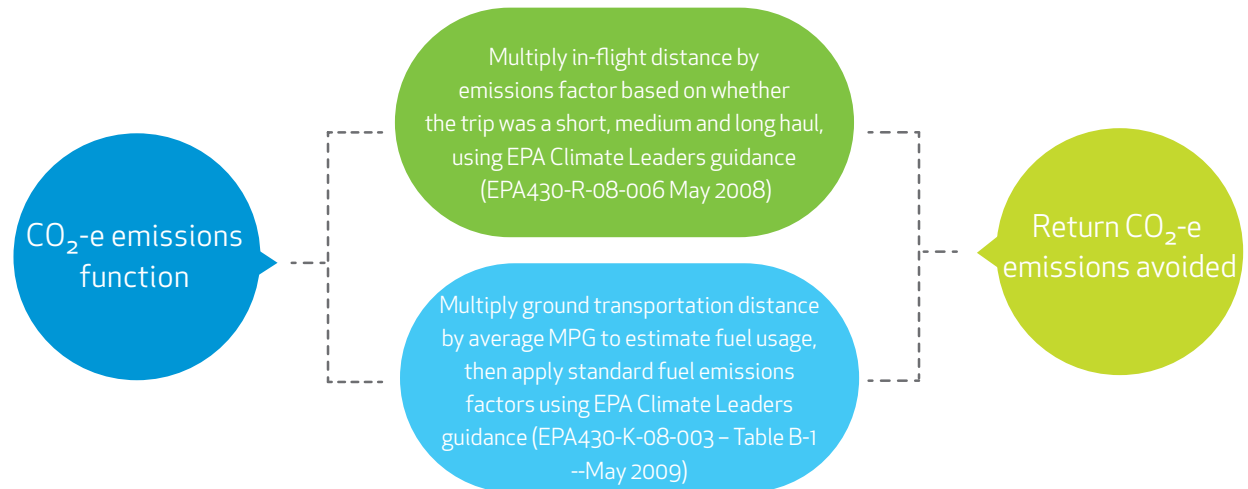 CO₂-e emissions
function
Multiply in-flight distance by
emissions factor based on whether
the trip was a short, medium and long haul,
using EPA Climate Leaders guidance
(EPA430-R-08-006 May 2008)
Multiply ground transportation distance
by average MPG to estimate fuel usage,
then apply standard fuel emissions
factors using EPA Climate Leaders
guidance (EPA430-K-08-003 – Table B-1
--May 2009)
Return CO₂-e
emissions avoided